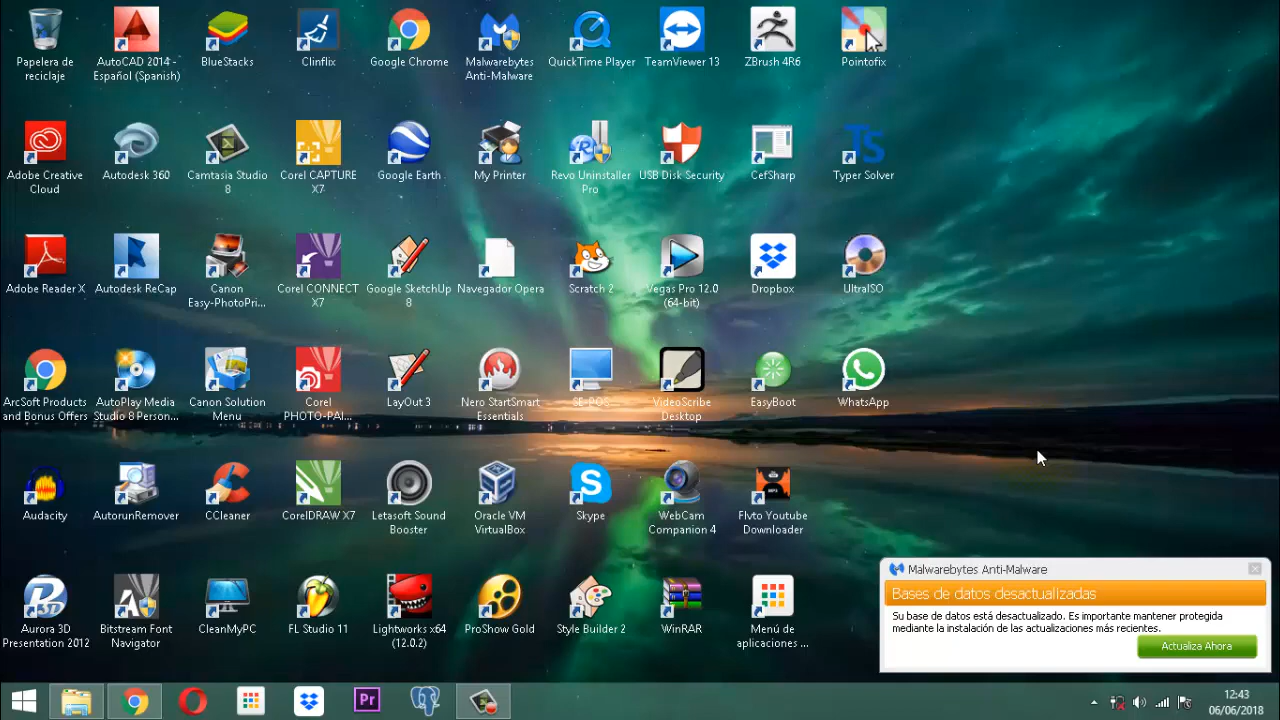 Papelera de
reciclaje
AutoCAD 2014 -
Español (Spanish)
BlueStacks
Clinflix
Google Chrome
Malwarebytes
Anti-Malware
QuickTime Player
TeamViewer 13
ZBrush 4R6
Pointofix
Adobe Creative
Cloud
Autodesk 360
Camtasia Studio
8
Corel CAPTURE
X7
Google Earth
My Printer
Revo Uninstaller
Pro
USB Disk Security
CefSharp
TS
Typer Solver
Adobe Reader X
Autodesk ReCap
Canon
Easy-PhotoPri...
Corel CONNECT
X7
Google SketchUp
8
Navegador Opera
Scratch 2
Vegas Pro 12.0
(64-bit)
Dropbox
UltraISO
ArcSoft Products
and Bonus Offers
AutoPlay Media
Studio 8 Person...
Canon Solution
Menu
Corel
PHOTO-PAI...
LayOut 3
Nero StartSmart
Essentials
SE-POS...
VideoScribe
Desktop
EasyBoot
WhatsApp
Audacity
AutorunRemover
CCleaner
CorelDRAW X7
Letasoft Sound
Booster
Oracle VM
VirtualBox
Skype
WebCam
Companion 4
Flvto Youtube
Downloader
Aurora 3D
Presentation 2012
Bitstream Font
Navigator
CleanMyPC
FL Studio 11
Lightworks x64
(12.0.2)
ProShow Gold
Style Builder 2
WinRAR
Menú de
aplicaciones ...
Malwarebytes Anti-Malware
Bases de datos desactualizadas
Su base de datos está desactualizado. Es importante mantener protegida
mediante la instalación de las actualizaciones más recientes.
Actualiza Ahora
Pr
12:43
06/06/2018